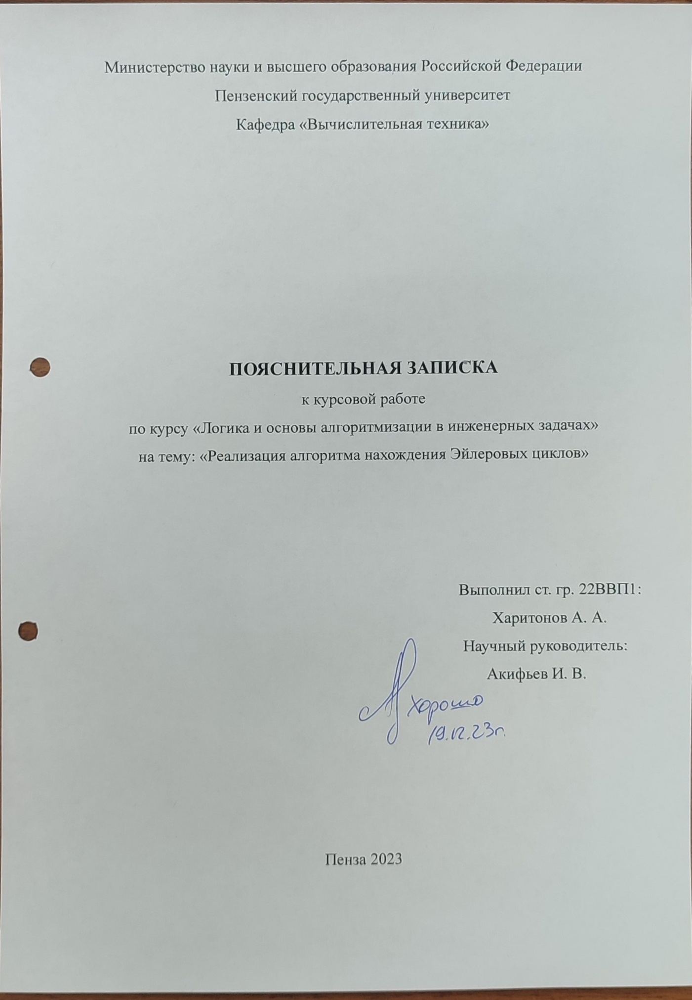 Министерство науки и высшего образования Российской Федерации
Пензенский государственный университет
Кафедра «Вычислительная техника»
ПОЯСНИТЕЛЬНАЯ ЗАПИСКА
к курсовой работе
по курсу «Логика и основы алгоритмизации в инженерных задачах»
на тему: «Реализация алгоритма нахождения Эйлеровых циклов»
Выполнил ст. гр. 22ВВП1:
Харитонов А. А.
Научный руководитель:
Акифьев И. В.
хорошо
19.12.23г.
Пенза 2023